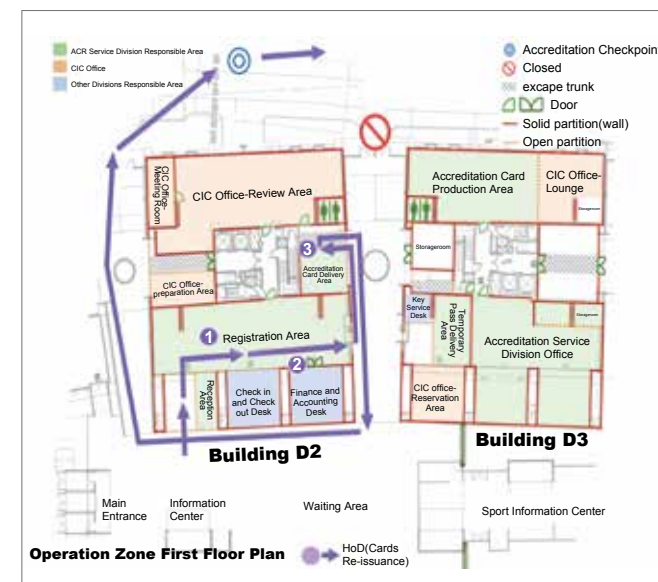 ACR Service Division Responsible Area
CIC Office
Other Divisions Responsible Area
Accreditation Checkpoin
Closed
excape trunk
Door
Solid partition(wall)
Open partition
CIC Office-
Meeting Room
CIC Office-Review Area
3
Accreditation
Card Delivery
Area
CIC Office-
preparation Area
1
Registration Area
2
Reception
Area
Check in
and Check
out Desk
Finance and
Accounting
Desk
Building D2
Accreditation Card
Production Area
CIC Office-
Lounge
Storageroom
Storageroom
Key
Service
Desk
Temporary
Pass Delivery
Area
Storageroom
Accreditation Service
Division Office
CIC office-
Reservation
Area
Building D3
Main
Entrance
Information
Center
Waiting Area
Sport Information Center
Operation Zone First Floor Plan
HoD(Cards
Re-issuance)